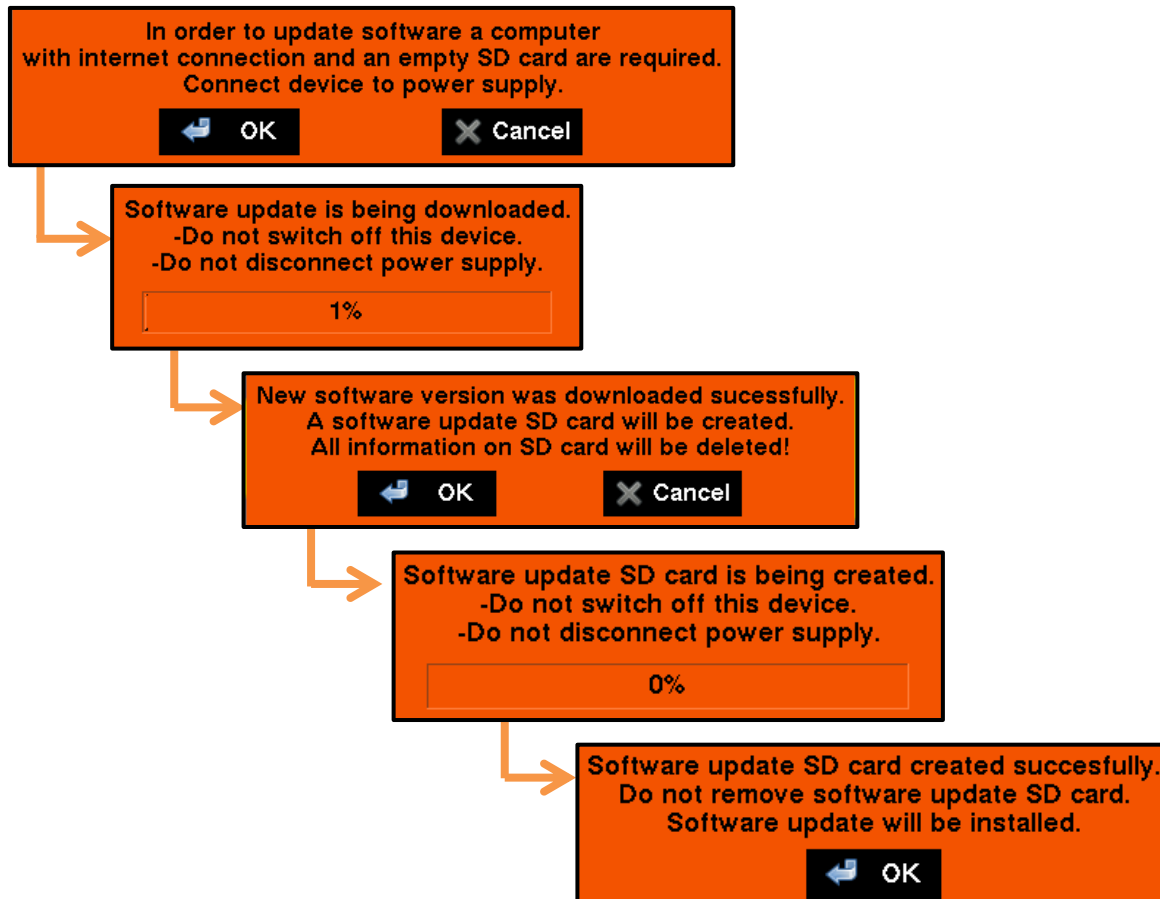 In order to update software a computer
with internet connection and an empty SD card are required.
Connect device to power supply.
OK
Cancel
Software update is being downloaded.
-Do not switch off this device.
-Do not disconnect power supply.
1%
New software version was downloaded sucessfully.
A software update SD card will be created.
All information on SD card will be deleted!
OK
Cancel
Software update SD card is being created.
-Do not switch off this device.
-Do not disconnect power supply.
0%
Software update SD card created succesfully.
Do not remove software update SD card.
Software update will be installed.
OK